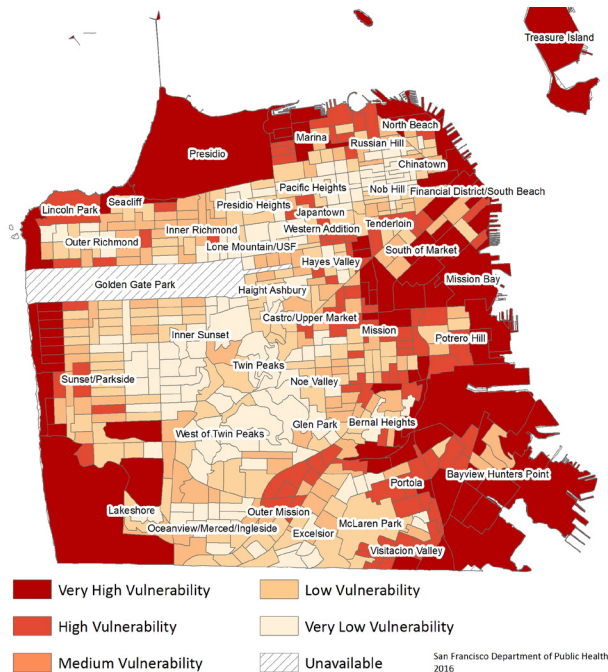 Treasure Island
North Beach
Marina
Russian Hill
Presidio
Chinatown
Pacific Heights
Nob Hill
Financial District/South Beach
Seacliff
Lincoln Park
Presidio Heights
Japantown
Tenderloin
Inner Richmond
Western Addition
Outer Richmond
Lone Mountain/USF
South of Market
Hayes Valley
Golden Gate Park
Mission Bay
Haight Ashbury
Castro/Upper Market
Mission
Inner Sunset
Potrero Hill
Twin Peaks
Sunset/Parkside
Noe Valley
Glen Park
Bernal Heights
West of Twin Peaks
Bayview Hunters Point
Portola
Lakeshore
Outer Mission
McLaren Park
Oceanview/Merced/Ingleside
Excelsior
Visitacion Valley
Very High Vulnerability
Low Vulnerability
High Vulnerability
Very Low Vulnerability
Medium Vulnerability
Unavailable
San Francisco Department of Public Health
2016